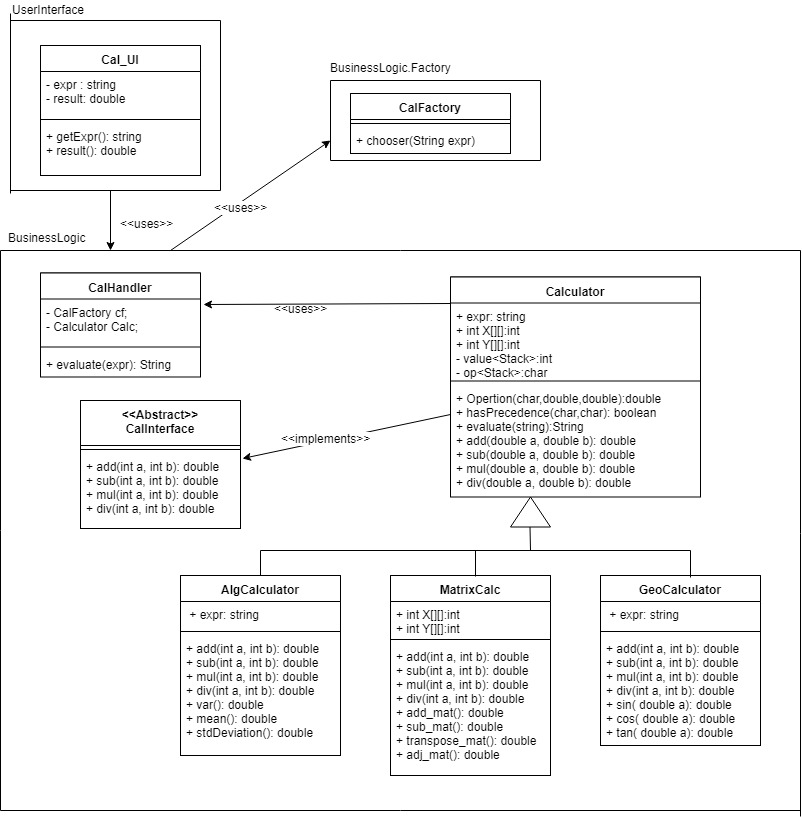 UserInterface
Cal_UI
- expr : string
- result: double
+ getExpr(): string
+ result(): double
BusinessLogic.Factory
CalFactory
+ chooser(String expr)
<<uses>>
<<uses>>
BusinessLogic
CalHandler
- CalFactory cf;
- Calculator Calc;
+ evaluate(expr): String
<<uses>>
Calculator
+ expr: string
+ int X[][]:int
+ int Y[][]:int
- value<Stack>:int
- op<Stack>:char
+ Opertion(char,double,double):double
+ hasPrecedence(char,char): boolean
+ evaluate(string):String
+ add(double a, double b): double
+ sub(double a, double b): double
+ mul(double a, double b): double
+ div(double a, double b): double
<<Abstract>>
CalInterface
+ add(int a, int b): double
+ sub(int a, int b): double
+ mul(int a, int b): double
+ div(int a, int b): double
<<implements>>
AlgCalculator
+ expr: string
+ add(int a, int b): double
+ sub(int a, int b): double
+ mul(int a, int b): double
+ div(int a, int b): double
+ var(): double
+ mean(): double
+ stdDeviation(): double
MatrixCalc
+ int X[][]:int
+ int Y[][]:int
+ add(int a, int b): double
+ sub(int a, int b): double
+ mul(int a, int b): double
+ div(int a, int b): double
+ add_mat(): double
+ sub_mat(): double
+ transpose_mat(): double
+ adj_mat(): double
GeoCalculator
+ expr: string
+ add(int a, int b): double
+ sub(int a, int b): double
+ mul(int a, int b): double
+ div(int a, int b): double
+ sin( double a): double
+ cos( double a): double
+ tan( double a): double